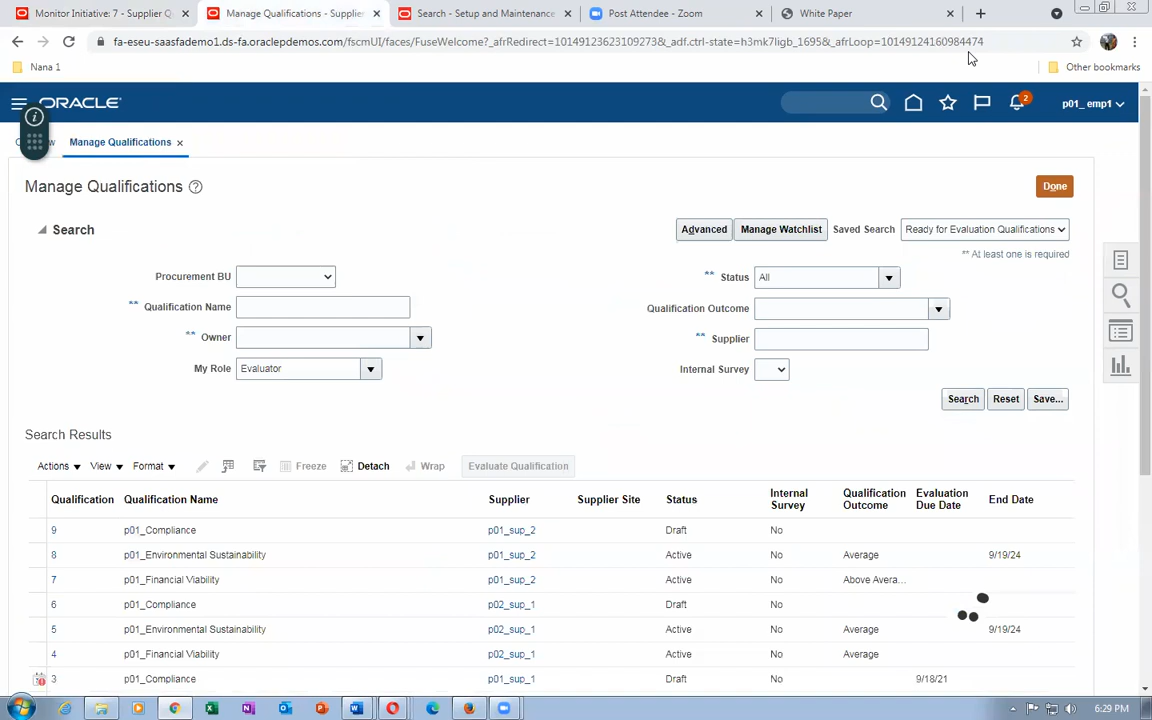 Monitor Initiative: 7 - Supplier Q
Manage Qualifications - Supplier
Search - Setup and Maintenance
Post Attendee - Zoom
White Paper
fa-eseu-saasfademo1.ds-fa.oraclepdemos.com/fscmUI/faces/FuseWelcome?_afrRedirect=10149123623109273&_adf.ctrl-state=h3mk7ligb_1695&_afrLoop=10149124160984474
Nana 1
Other bookmarks
ORACLE
2
p01_ emp1
Manage Qualifications
Manage Qualifications
Done
Search
Advanced
Manage Watchlist
Saved Search
Ready for Evaluation Qualifications
** At least one is required
Procurement BU
** Status
All
** Qualification Name
Qualification Outcome
** Owner
** Supplier
My Role
Evaluator
Internal Survey
Search
Reset
Save...
Search Results
Actions
View
Format
Freeze
Detach
Wrap
Evaluate Qualification
Qualification Qualification Name Supplier Supplier Site Status Internal Survey Qualification Outcome Evaluation Due Date End Date
9 p01_Compliance p01_sup_2 Draft No
8 p01_Environmental Sustainability p01_sup_2 Active No Average 9/19/24
7 p01_Financial Viability p01_sup_2 Active No Above Avera...
6 p01_Compliance p02_sup_1 Draft No
5 p01_Environmental Sustainability p02_sup_1 Active No Average 9/19/24
4 p01_Financial Viability p02_sup_1 Active No Average
3 p01_Compliance p01_sup_1 Draft No 9/18/21
6:29 PM